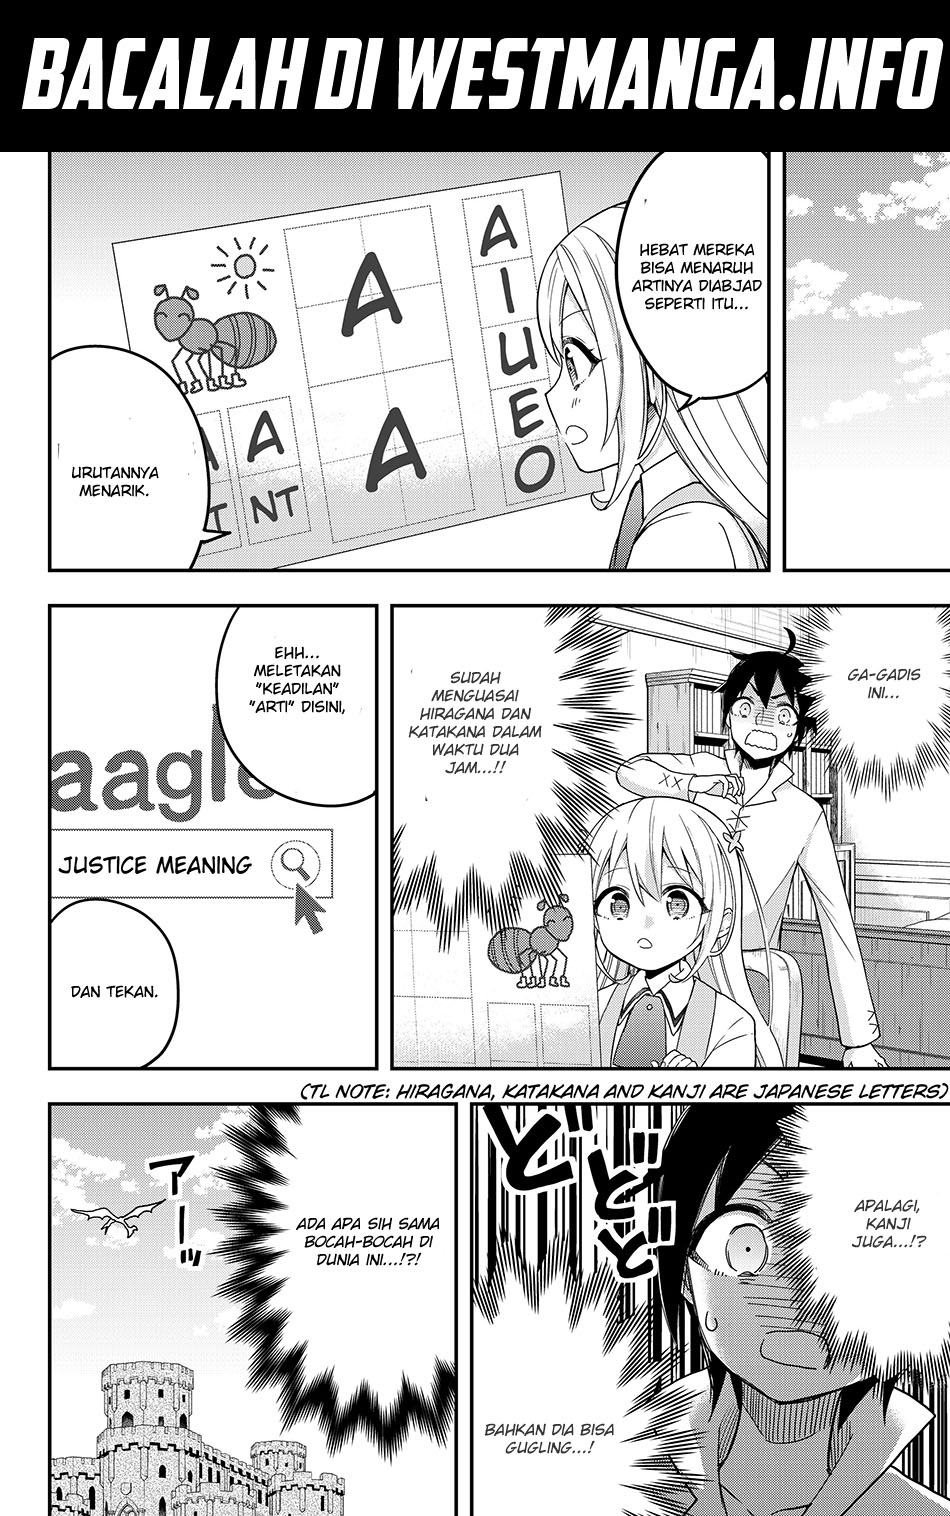 BACALAH DI WESTMANGA.INFO
HEBAT MEREKA
BISA MENARUH
ARTINYA DIABJAD
SEPERTI ITU...
A
I
U
E
O
A
A
A
NT
URUTANNYA
MENARIK.
GA-GADIS
INI...
SUDAH
MENGUASAI
HIRAGANA DAN
KATAKANA DALAM
WAKTU DUA
JAM...!!
EHH...
MELETAKAN
"KEADILAN"
"ARTI" DISINI,
aagle
JUSTICE MEANING
DAN TEKAN.
(TL NOTE: HIRAGANA, KATAKANA AND KANJI ARE JAPANESE LETTERS)
APALAGI,
KANJI
JUGA...!?
どどど
BAHKAN DIA BISA
GUGLING...!
ADA APA SIH SAMA
BOCAH-BOCAH DI
DUNIA INI...!?!
アーッ